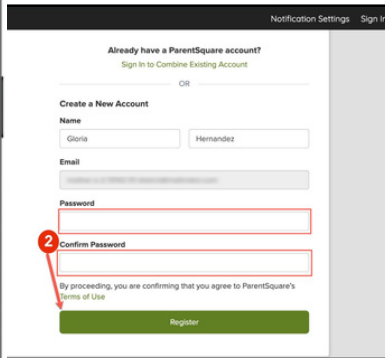 Notification Settings Sign In
Already have a ParentSquare account?
Sign In to Combine Existing Account
OR
Create a New Account
Name
Gloria Hernandez
Email
Password
2
Confirm Password
By proceeding, you are confirming that you agree to ParentSquare's
Terms of Use
Register